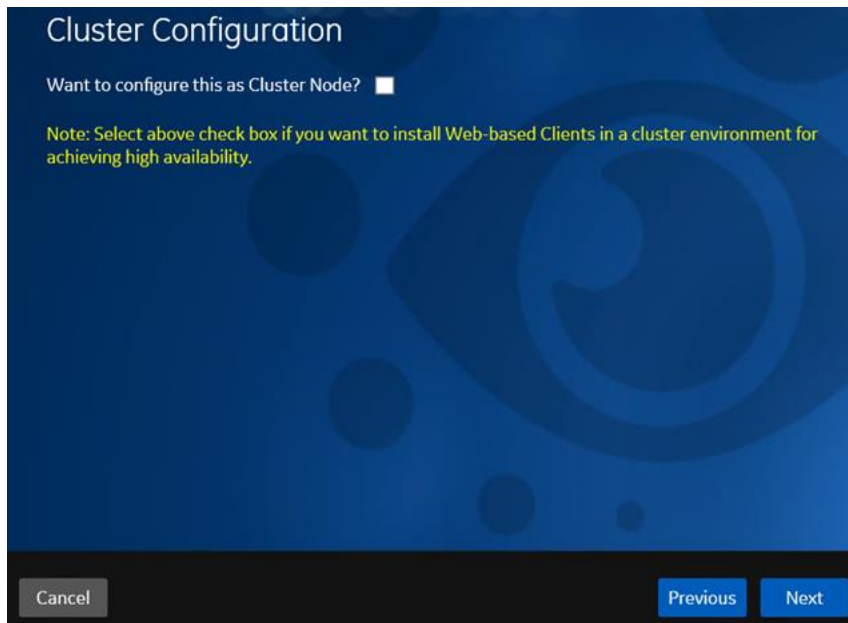 Cluster Configuration
Want to configure this as Cluster Node?
Note: Select above check box if you want to install Web-based Clients in a cluster environment for
achieving high availability.
Cancel
Previous
Next